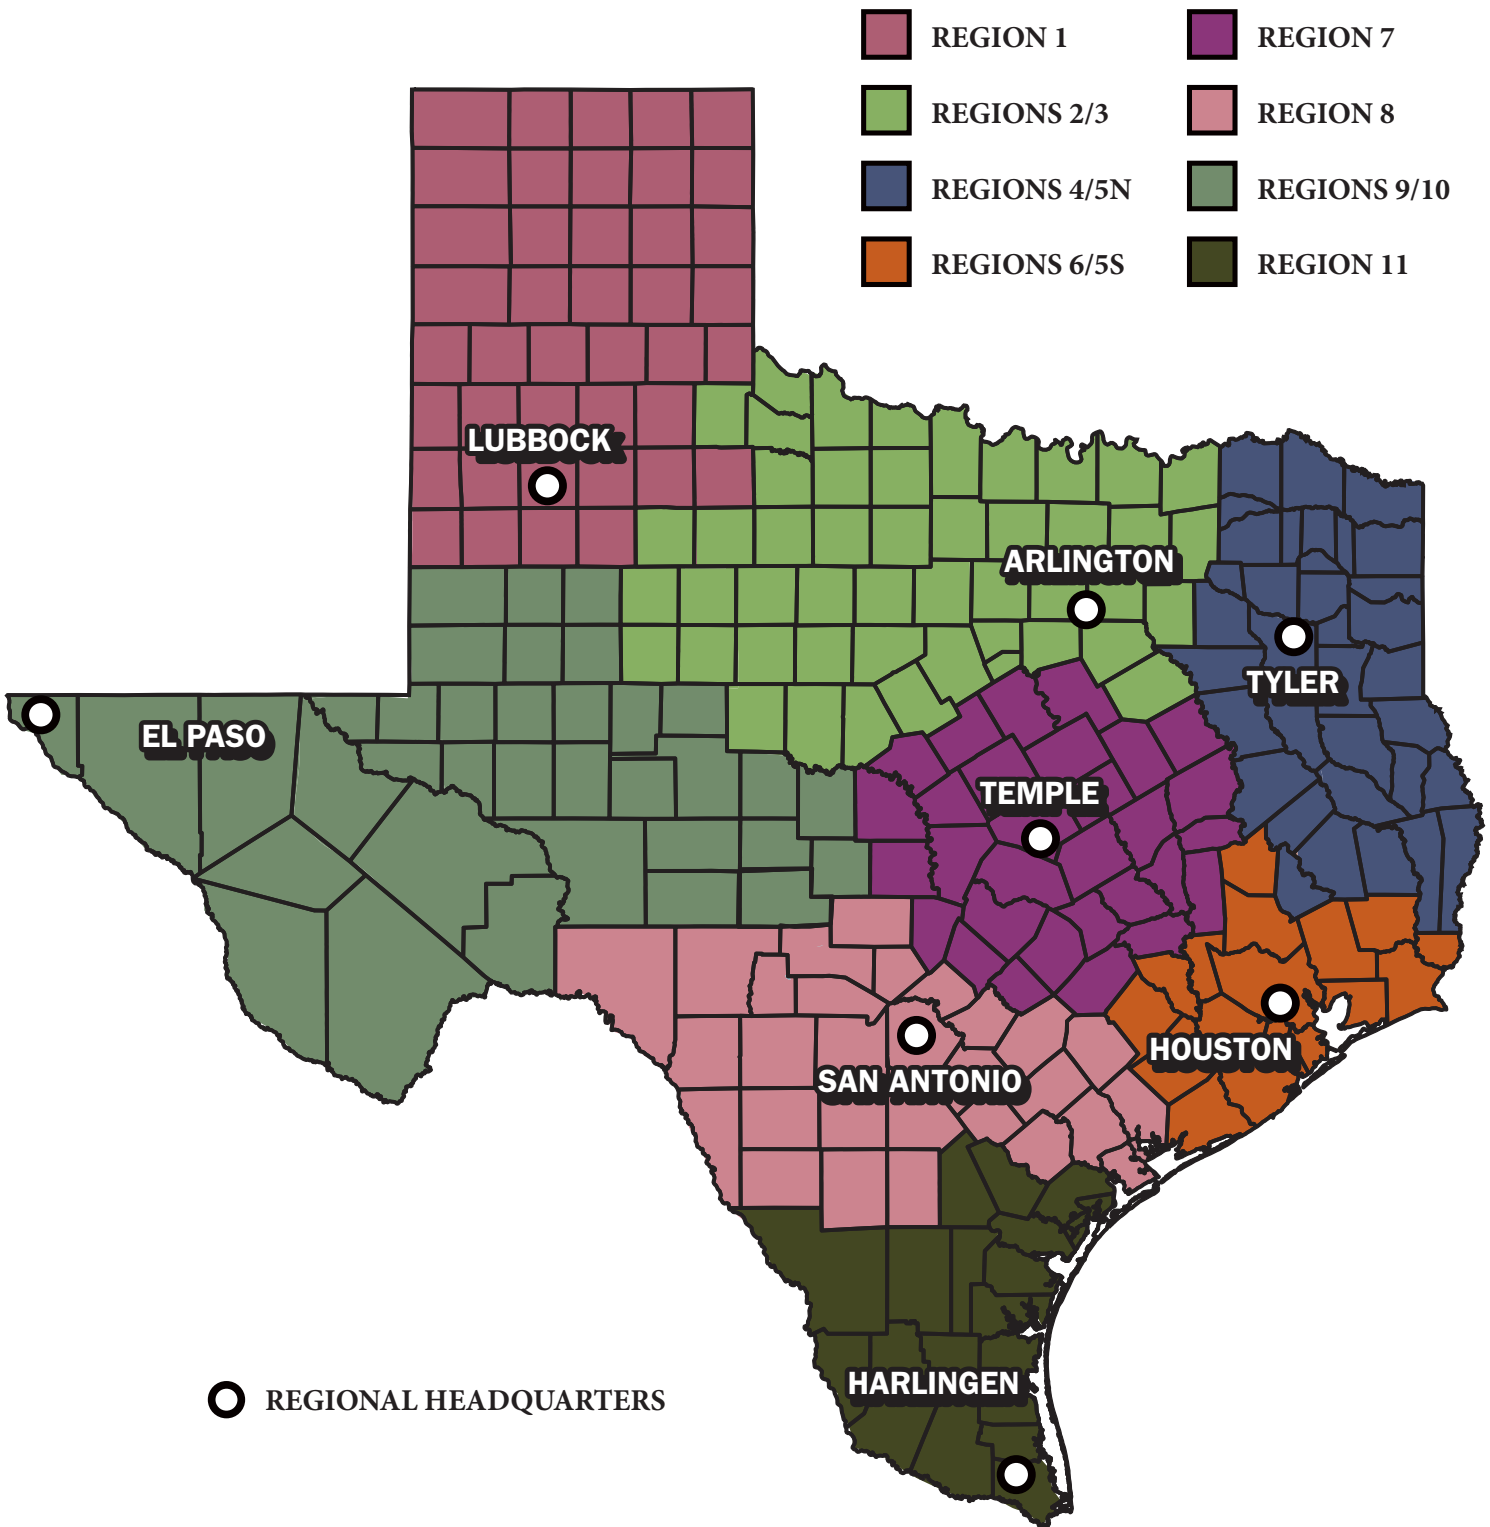 REGION 1
REGION 7
REGIONS 2/3
REGION 8
REGIONS 4/5N
REGIONS 9/10
REGIONS 6/5S
REGION 11
LUBBOCK
ARLINGTON
TYLER
EL PASO
TEMPLE
HOUSTON
SAN ANTONIO
HARLINGEN
REGIONAL HEADQUARTERS